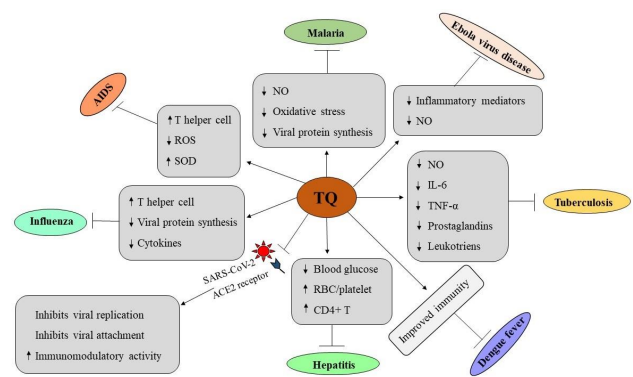 Malaria
Ebola virus disease
AIDS
↓ NO
↓ Oxidative stress
↓ Viral protein synthesis
↓ Inflammatory mediators
↓ NO
↑ T helper cell
↓ ROS
↑ SOD
↓ NO
↓ IL-6
↓ TNF-α
↓ Prostaglandins
↓ Leukotriens
Tuberculosis
TQ
↑ T helper cell
↓ Viral protein synthesis
↓ Cytokines
Influenza
SARS-CoV-2
ACE2 receptor
↓ Blood glucose
↑ RBC/platelet
↑ CD4+ T
Improved immunity
Inhibits viral replication
Inhibits viral attachment
↑ Immunomodutory activity
Hepatitis
Dengue fever